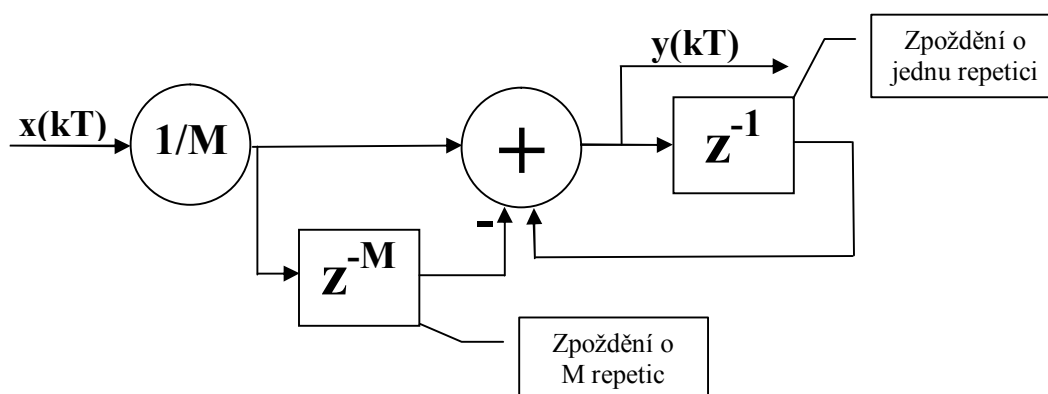 x(kT)
1/M
+
-
y(kT)
z⁻¹
z⁻ᴹ
Zpoždění o
jednu repetici
Zpoždění o
M repetic